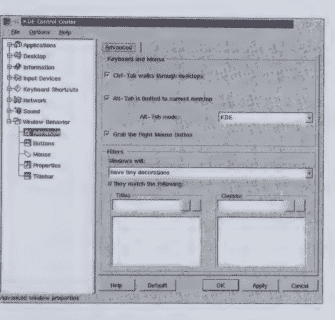 KDE Control Center
File Options Help
Applications
Desktop
Information
Input Devices
Keyboard Shortcuts
Network
Sound
Window Behavior
Advanced
Buttons
Mouse
Properties
Titlebar
Advanced
Keyboard and Mouse
Ctrl-Tab walks through desktops
Alt-Tab is limited to current desktop
Alt-Tab mode: KDE
Grab the Right Mouse Button
Filters
Windows will:
have tiny decorations
if they match the following:
Titles Classes
Help Default OK Apply Cancel
Advanced window properties